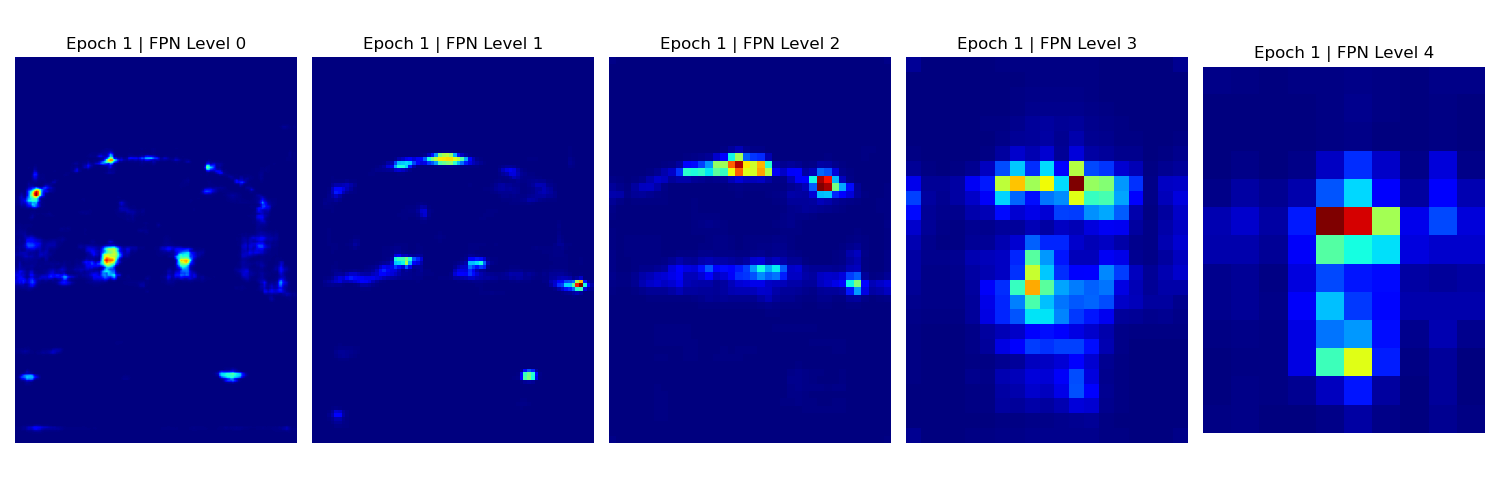 Epoch 1 | FPN Level 0
Epoch 1 | FPN Level 1
Epoch 1 | FPN Level 2
Epoch 1 | FPN Level 3
Epoch 1 | FPN Level 4